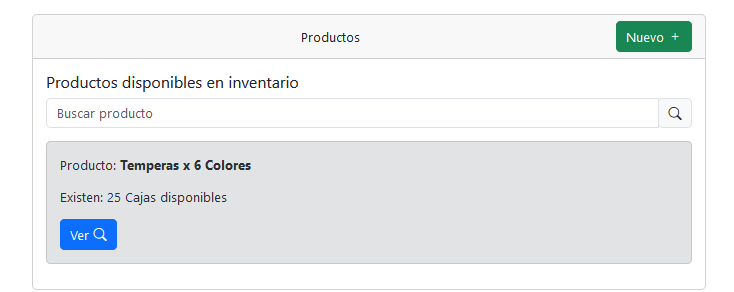 Productos
Nuevo +
Productos disponibles en inventario
Buscar producto
Producto: Temperas x 6 Colores
Existen: 25 Cajas disponibles
Ver